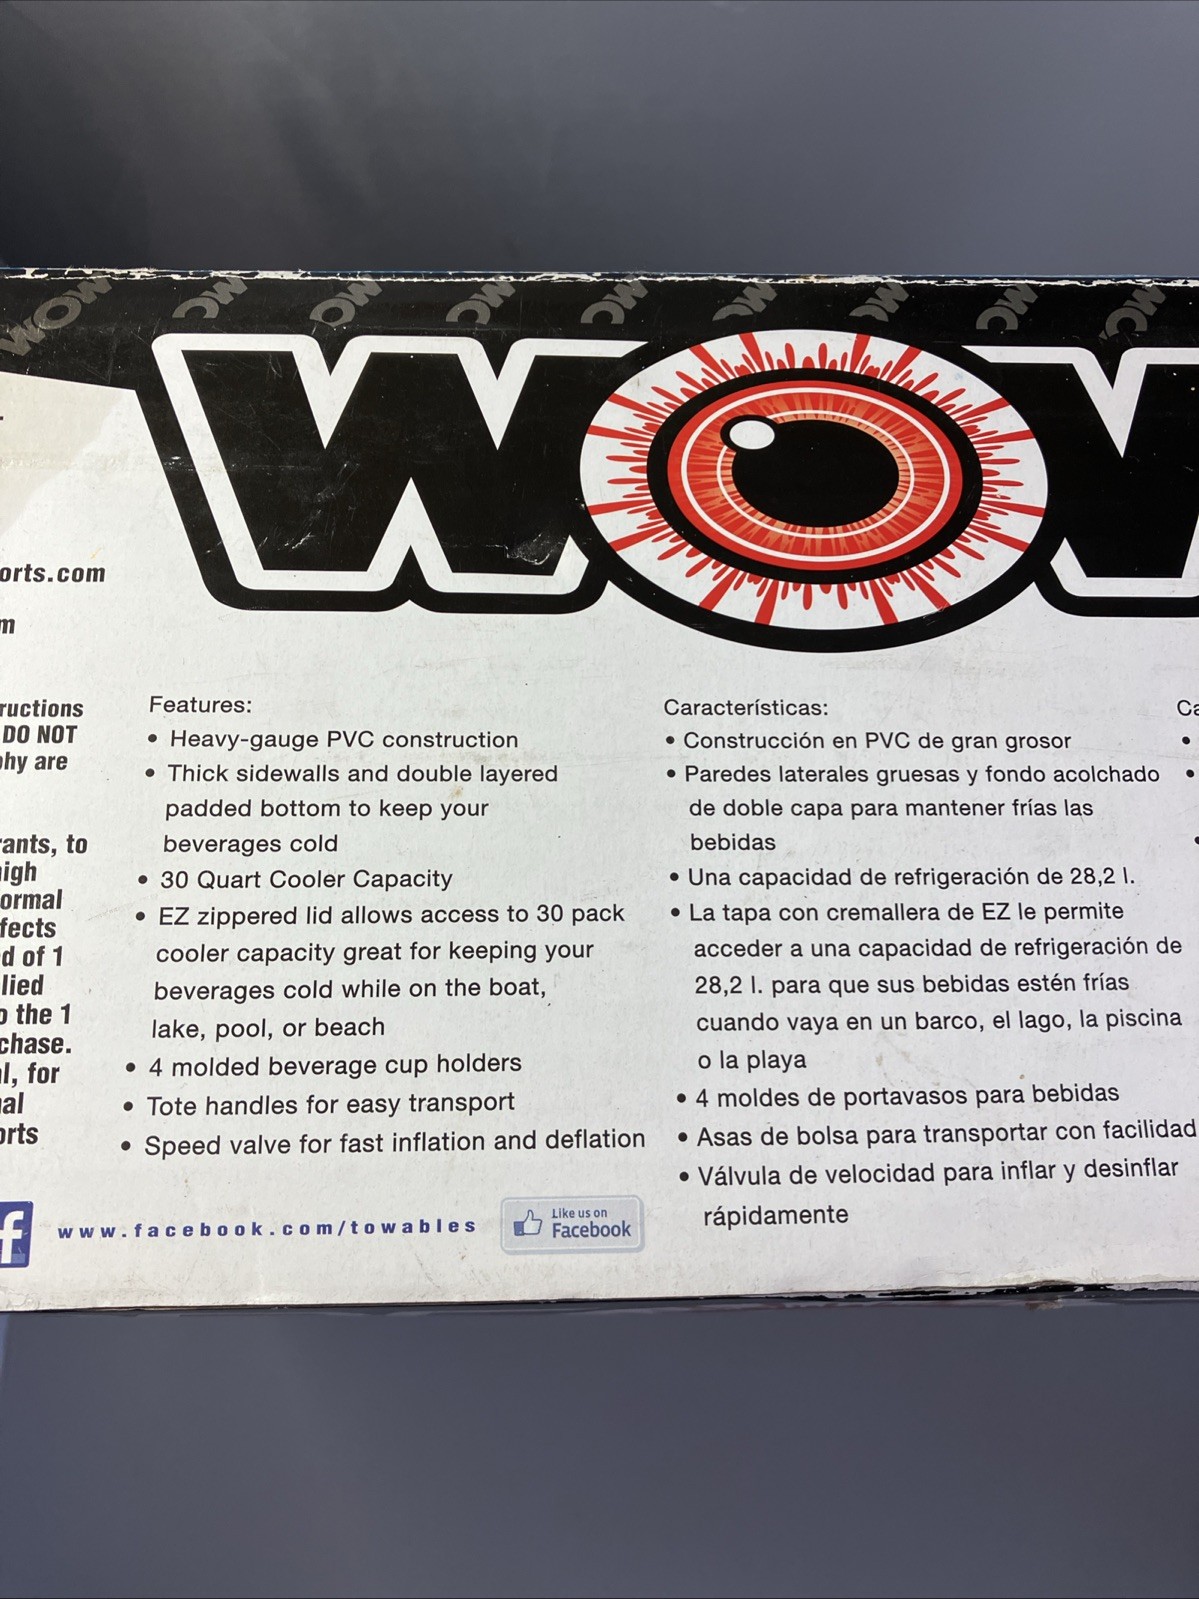 WOW
orts.com
m
ructions
DO NOT
hy are
rants, to
high
ormal
fects
d of 1
lied
o the 1
chase.
l, for
al
orts
Features:
• Heavy-gauge PVC construction
• Thick sidewalls and double layered
padded bottom to keep your
beverages cold
• 30 Quart Cooler Capacity
• EZ zippered lid allows access to 30 pack
cooler capacity great for keeping your
beverages cold while on the boat,
lake, pool, or beach
• 4 molded beverage cup holders
• Tote handles for easy transport
• Speed valve for fast inflation and deflation
Características:
• Construcción en PVC de gran grosor
• Paredes laterales gruesas y fondo acolchado
de doble capa para mantener frías las
bebidas
• Una capacidad de refrigeración de 28,2 l.
• La tapa con cremallera de EZ le permite
acceder a una capacidad de refrigeración de
28,2 l. para que sus bebidas estén frías
cuando vaya en un barco, el lago, la piscina
o la playa
• 4 moldes de portavasos para bebidas
• Asas de bolsa para transportar con facilidad
• Válvula de velocidad para inflar y desinflar
rápidamente
Ca
f
www.facebook.com/towables
Like us on
Facebook